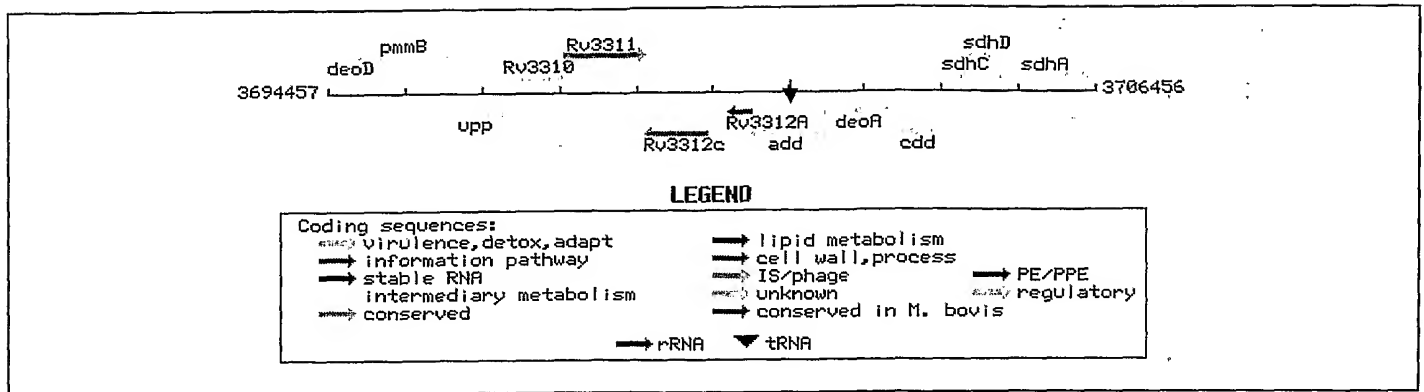 pmmB Rv3311 sdhD
deoD Rv3310 sdhC sdhA
3694457 3706456
upp Rv3312A deoA
Rv3312c add cdd
LEGEND
Coding sequences:
virulence,detox,adapt lipid metabolism
information pathway cell wall,process
stable RNA IS/phage PE/PPE
intermediary metabolism unknown regulatory
conserved conserved in M. bovis
rRNA tRNA